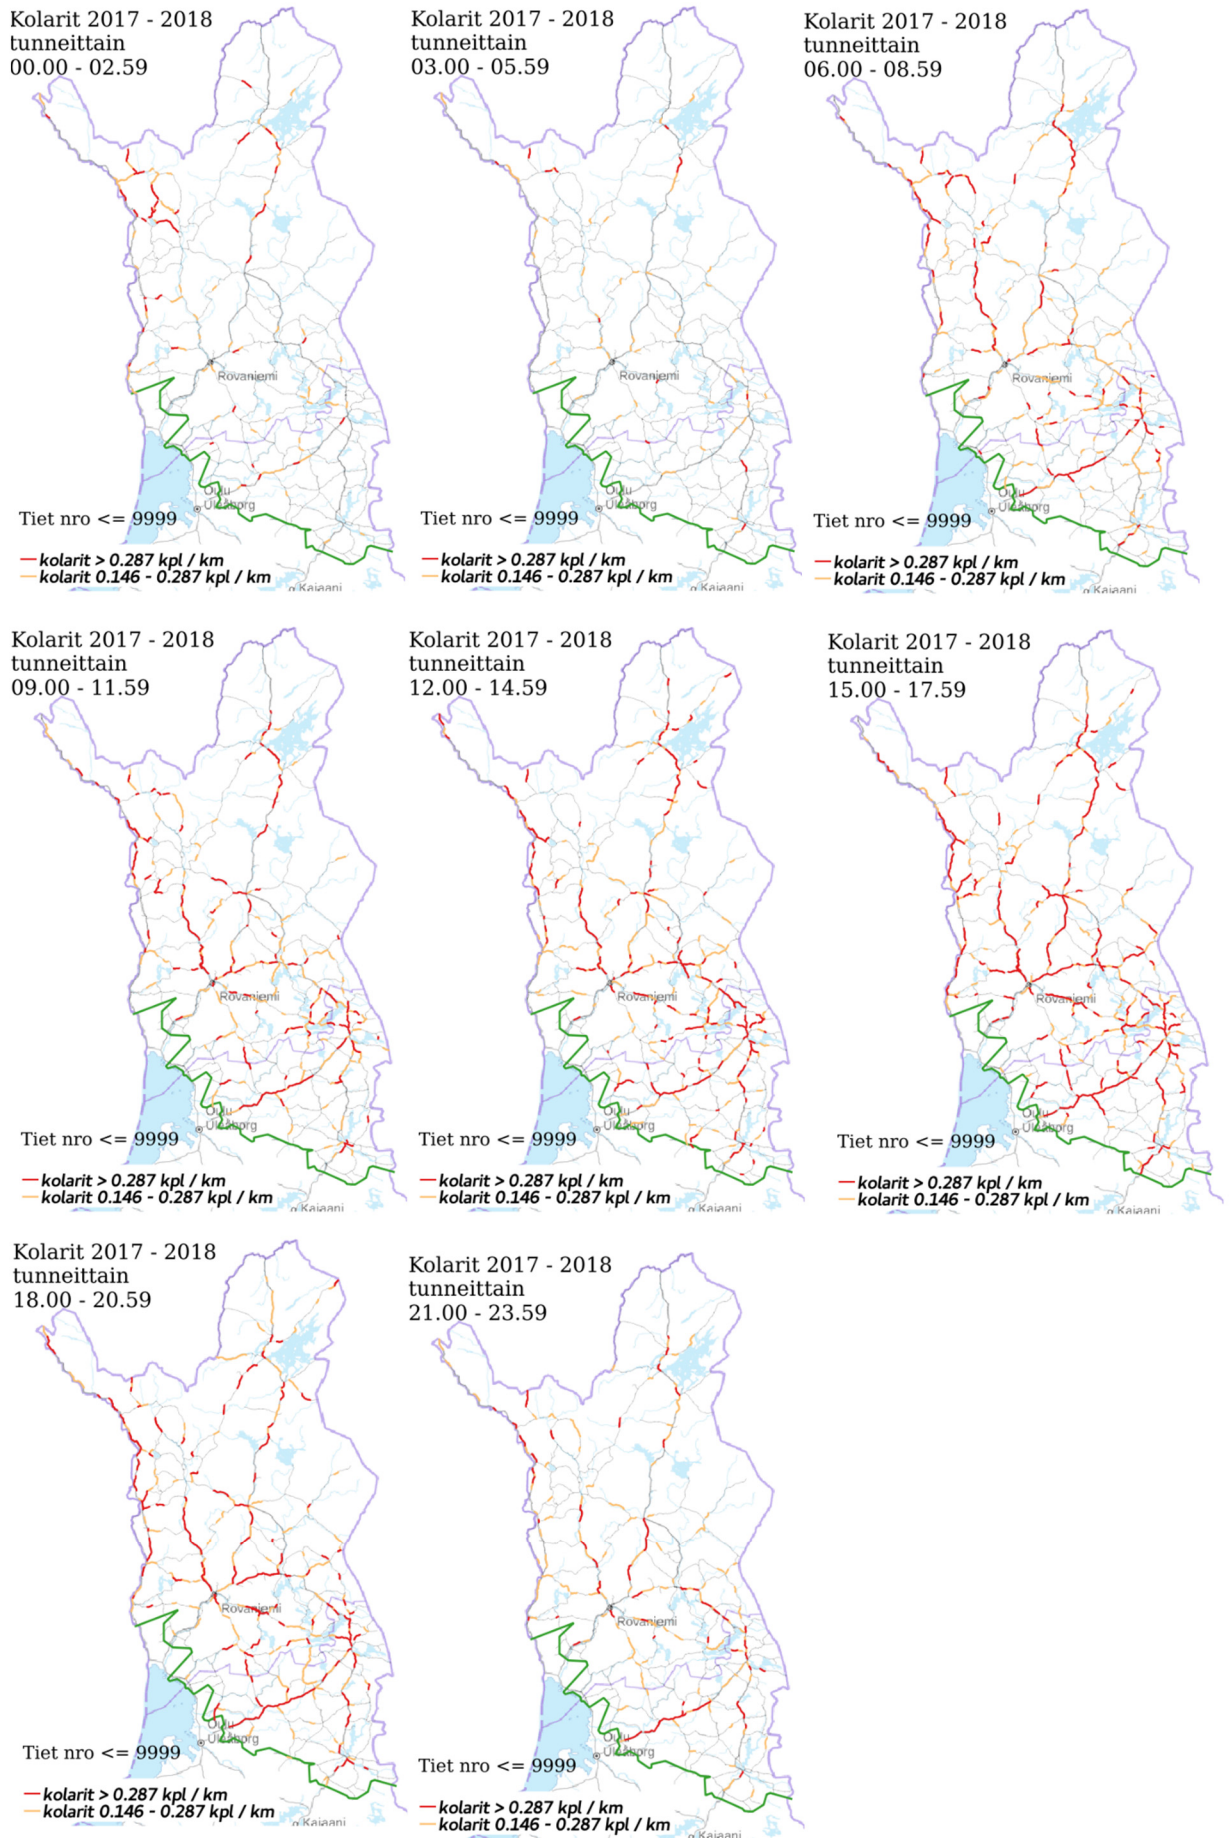 Kolarit 2017 - 2018
tunneittain
00.00 - 02.59
Rovaniemi
Oulu
Uleåborg
Tiet nro <= 9999
kolarit > 0.287 kpl / km
kolarit 0.146 - 0.287 kpl / km
Kajaani
Kolarit 2017 - 2018
tunneittain
03.00 - 05.59
Rovaniemi
Oulu
Uleåborg
Tiet nro <= 9999
kolarit > 0.287 kpl / km
kolarit 0.146 - 0.287 kpl / km
Kajaani
Kolarit 2017 - 2018
tunneittain
06.00 - 08.59
Rovaniemi
Oulu
Uleåborg
Tiet nro <= 9999
kolarit > 0.287 kpl / km
kolarit 0.146 - 0.287 kpl / km
Kajaani
Kolarit 2017 - 2018
tunneittain
09.00 - 11.59
Rovaniemi
Oulu
Uleåborg
Tiet nro <= 9999
kolarit > 0.287 kpl / km
kolarit 0.146 - 0.287 kpl / km
Kajaani
Kolarit 2017 - 2018
tunneittain
12.00 - 14.59
Rovaniemi
Oulu
Uleåborg
Tiet nro <= 9999
kolarit > 0.287 kpl / km
kolarit 0.146 - 0.287 kpl / km
Kajaani
Kolarit 2017 - 2018
tunneittain
15.00 - 17.59
Rovaniemi
Oulu
Uleåborg
Tiet nro <= 9999
kolarit > 0.287 kpl / km
kolarit 0.146 - 0.287 kpl / km
Kajaani
Kolarit 2017 - 2018
tunneittain
18.00 - 20.59
Rovaniemi
Oulu
Uleåborg
Tiet nro <= 9999
kolarit > 0.287 kpl / km
kolarit 0.146 - 0.287 kpl / km
Kajaani
Kolarit 2017 - 2018
tunneittain
21.00 - 23.59
Rovaniemi
Oulu
Uleåborg
Tiet nro <= 9999
kolarit > 0.287 kpl / km
kolarit 0.146 - 0.287 kpl / km
Kajaani